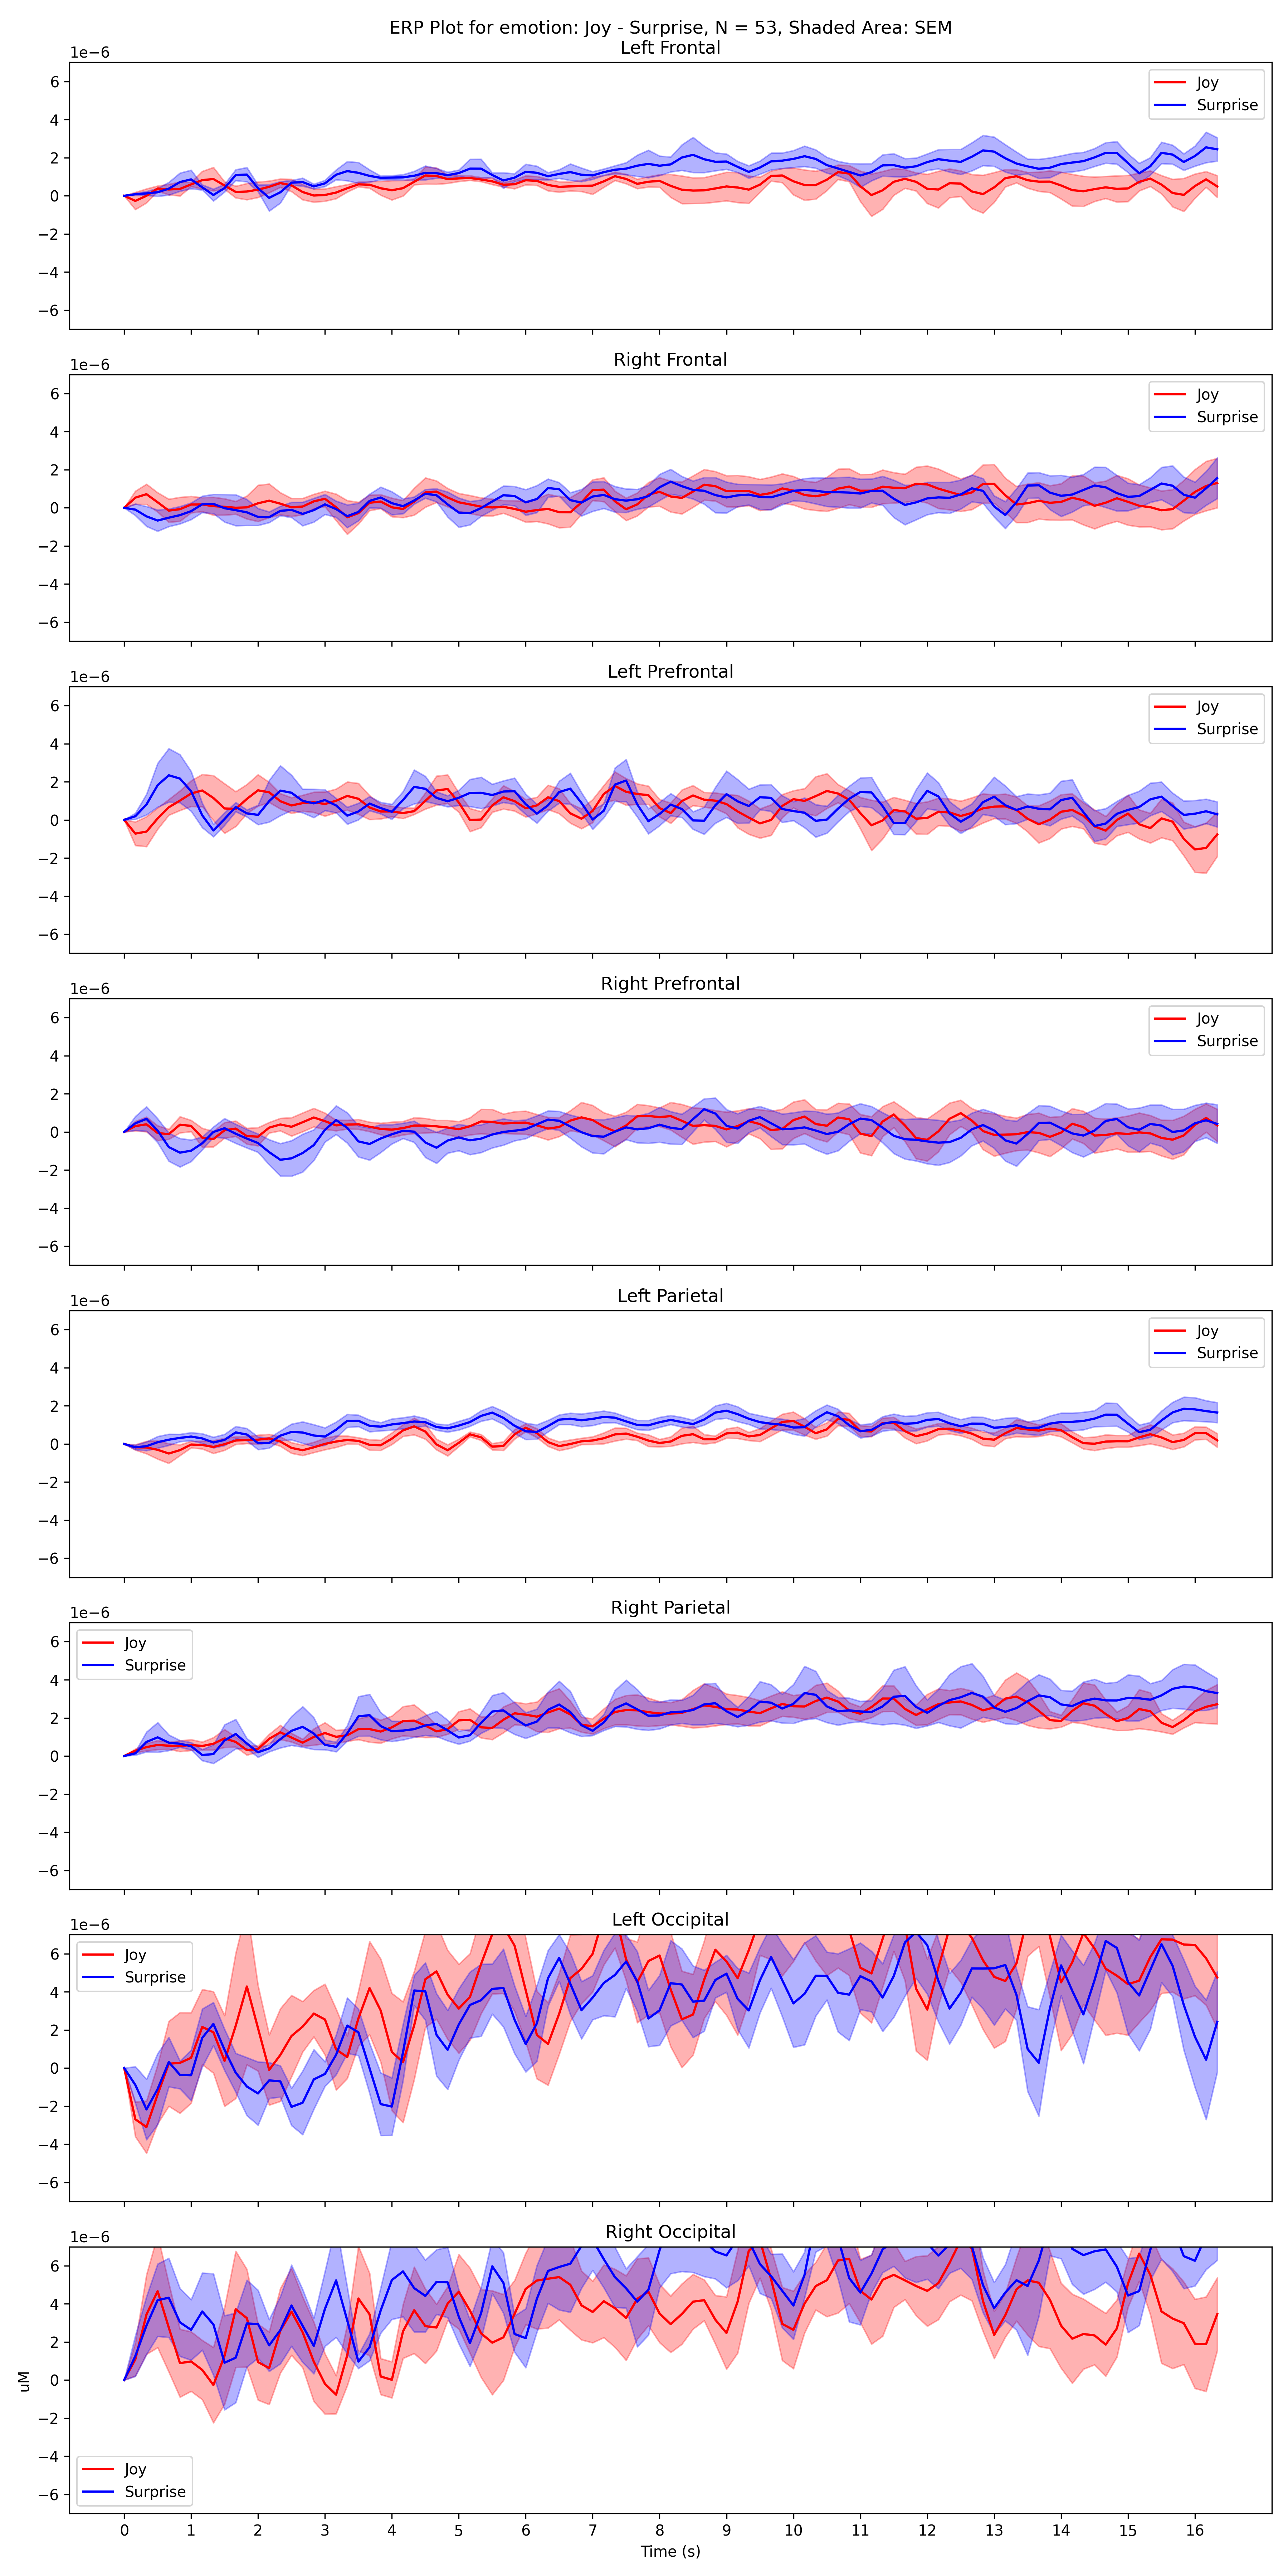 ERP Plot for emotion: Joy - Surprise, N = 53, Shaded Area: SEM
Left Frontal
1e−6
Joy
Surprise
6
4
2
0
−2
−4
−6
Right Frontal
1e−6
Joy
Surprise
6
4
2
0
−2
−4
−6
Left Prefrontal
1e−6
Joy
Surprise
6
4
2
0
−2
−4
−6
Right Prefrontal
1e−6
Joy
Surprise
6
4
2
0
−2
−4
−6
Left Parietal
1e−6
Joy
Surprise
6
4
2
0
−2
−4
−6
Right Parietal
1e−6
Joy
Surprise
6
4
2
0
−2
−4
−6
Left Occipital
1e−6
Joy
Surprise
6
4
2
0
−2
−4
−6
Right Occipital
1e−6
6
4
2
0
−2
−4
−6
uM
Joy
Surprise
0 1 2 3 4 5 6 7 8 9 10 11 12 13 14 15 16
Time (s)